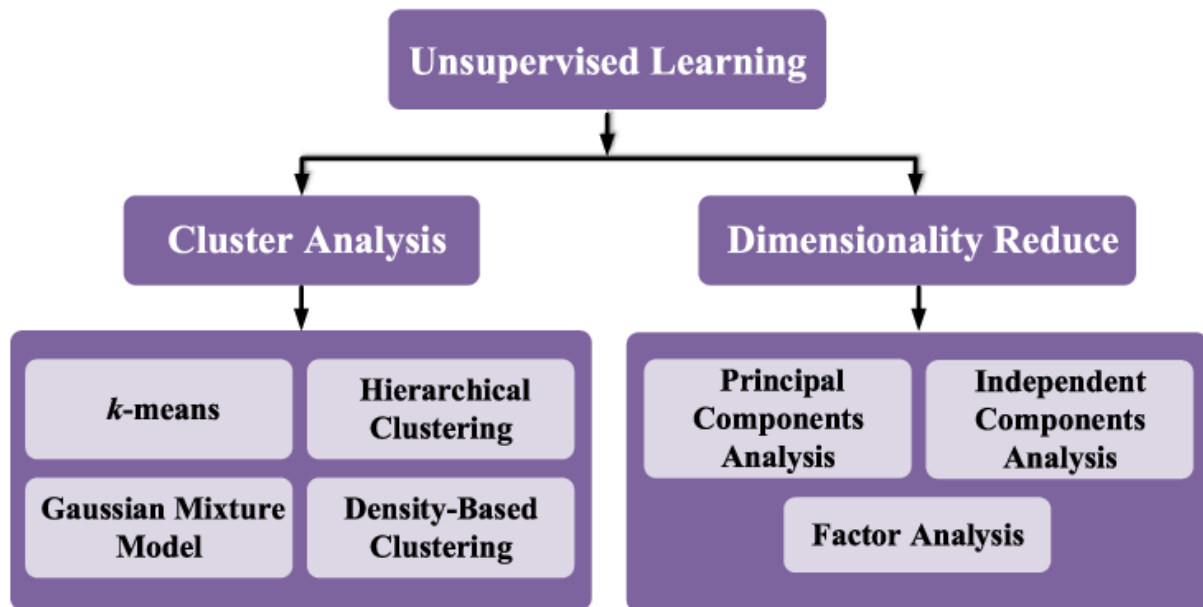 Unsupervised Learning
Cluster Analysis
Dimensionality Reduce
k-means
Hierarchical
Clustering
Gaussian Mixture
Model
Density-Based
Clustering
Principal
Components
Analysis
Independent
Components
Analysis
Factor Analysis